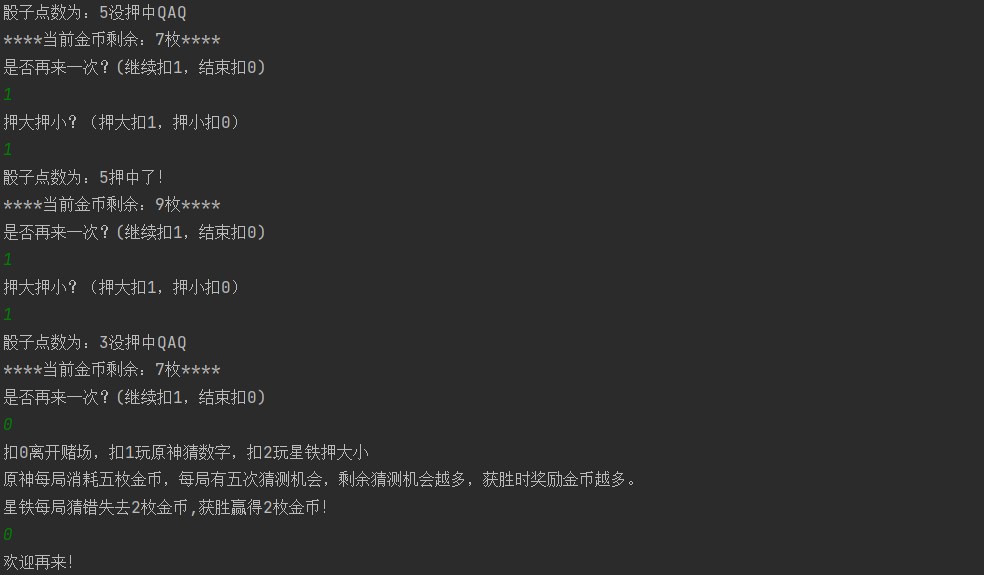 骰子点数为：5没押中QAQ
****当前金币剩余：7枚****
是否再来一次？(继续扣1，结束扣0)
1
押大押小？（押大扣1，押小扣0）
1
骰子点数为：5押中了！
****当前金币剩余：9枚****
是否再来一次？(继续扣1，结束扣0)
1
押大押小？（押大扣1，押小扣0）
1
骰子点数为：3没押中QAQ
****当前金币剩余：7枚****
是否再来一次？(继续扣1，结束扣0)
0
扣0离开赌场，扣1玩原神猜数字，扣2玩星铁押大小
原神每局消耗五枚金币，每局有五次猜测机会，剩余猜测机会越多，获胜时奖励金币越多。
星铁每局猜错失去2枚金币,获胜赢得2枚金币！
0
欢迎再来！